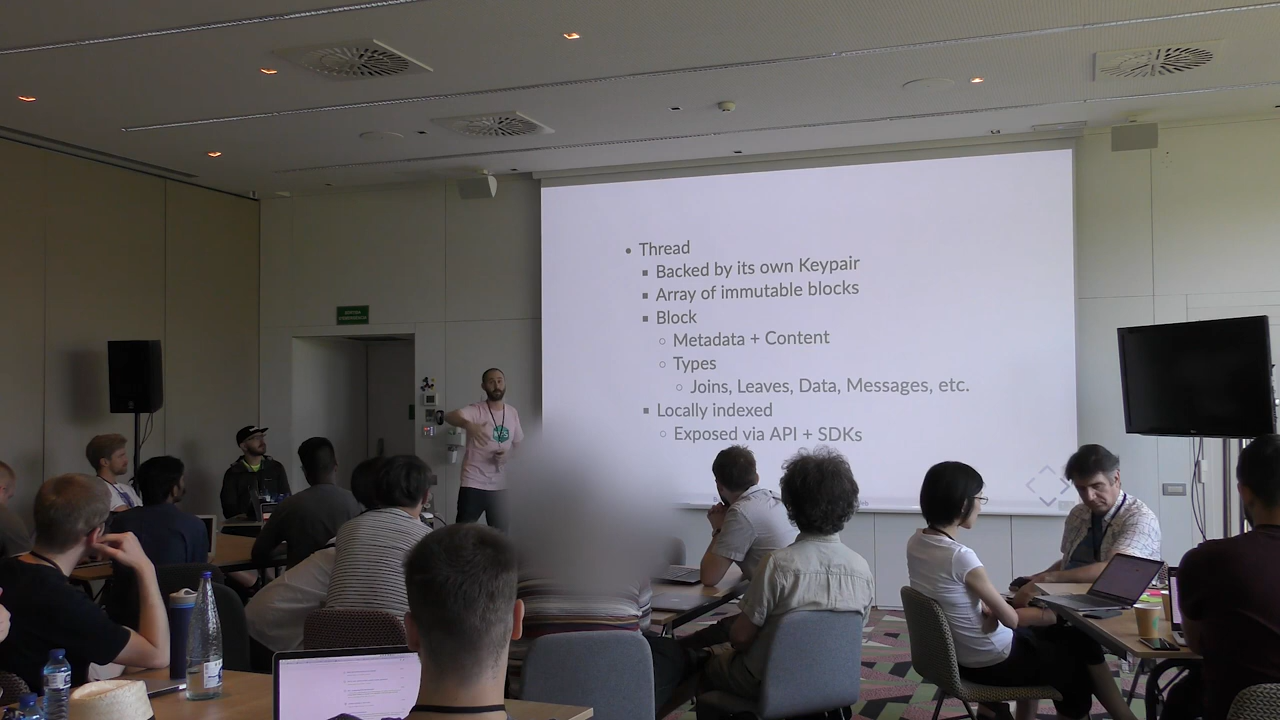 • Thread
▪ Backed by its own Keypair
▪ Array of immutable blocks
▪ Block
○ Metadata + Content
○ Types
○ Joins, Leaves, Data, Messages, etc.
▪ Locally indexed
○ Exposed via API + SDKs